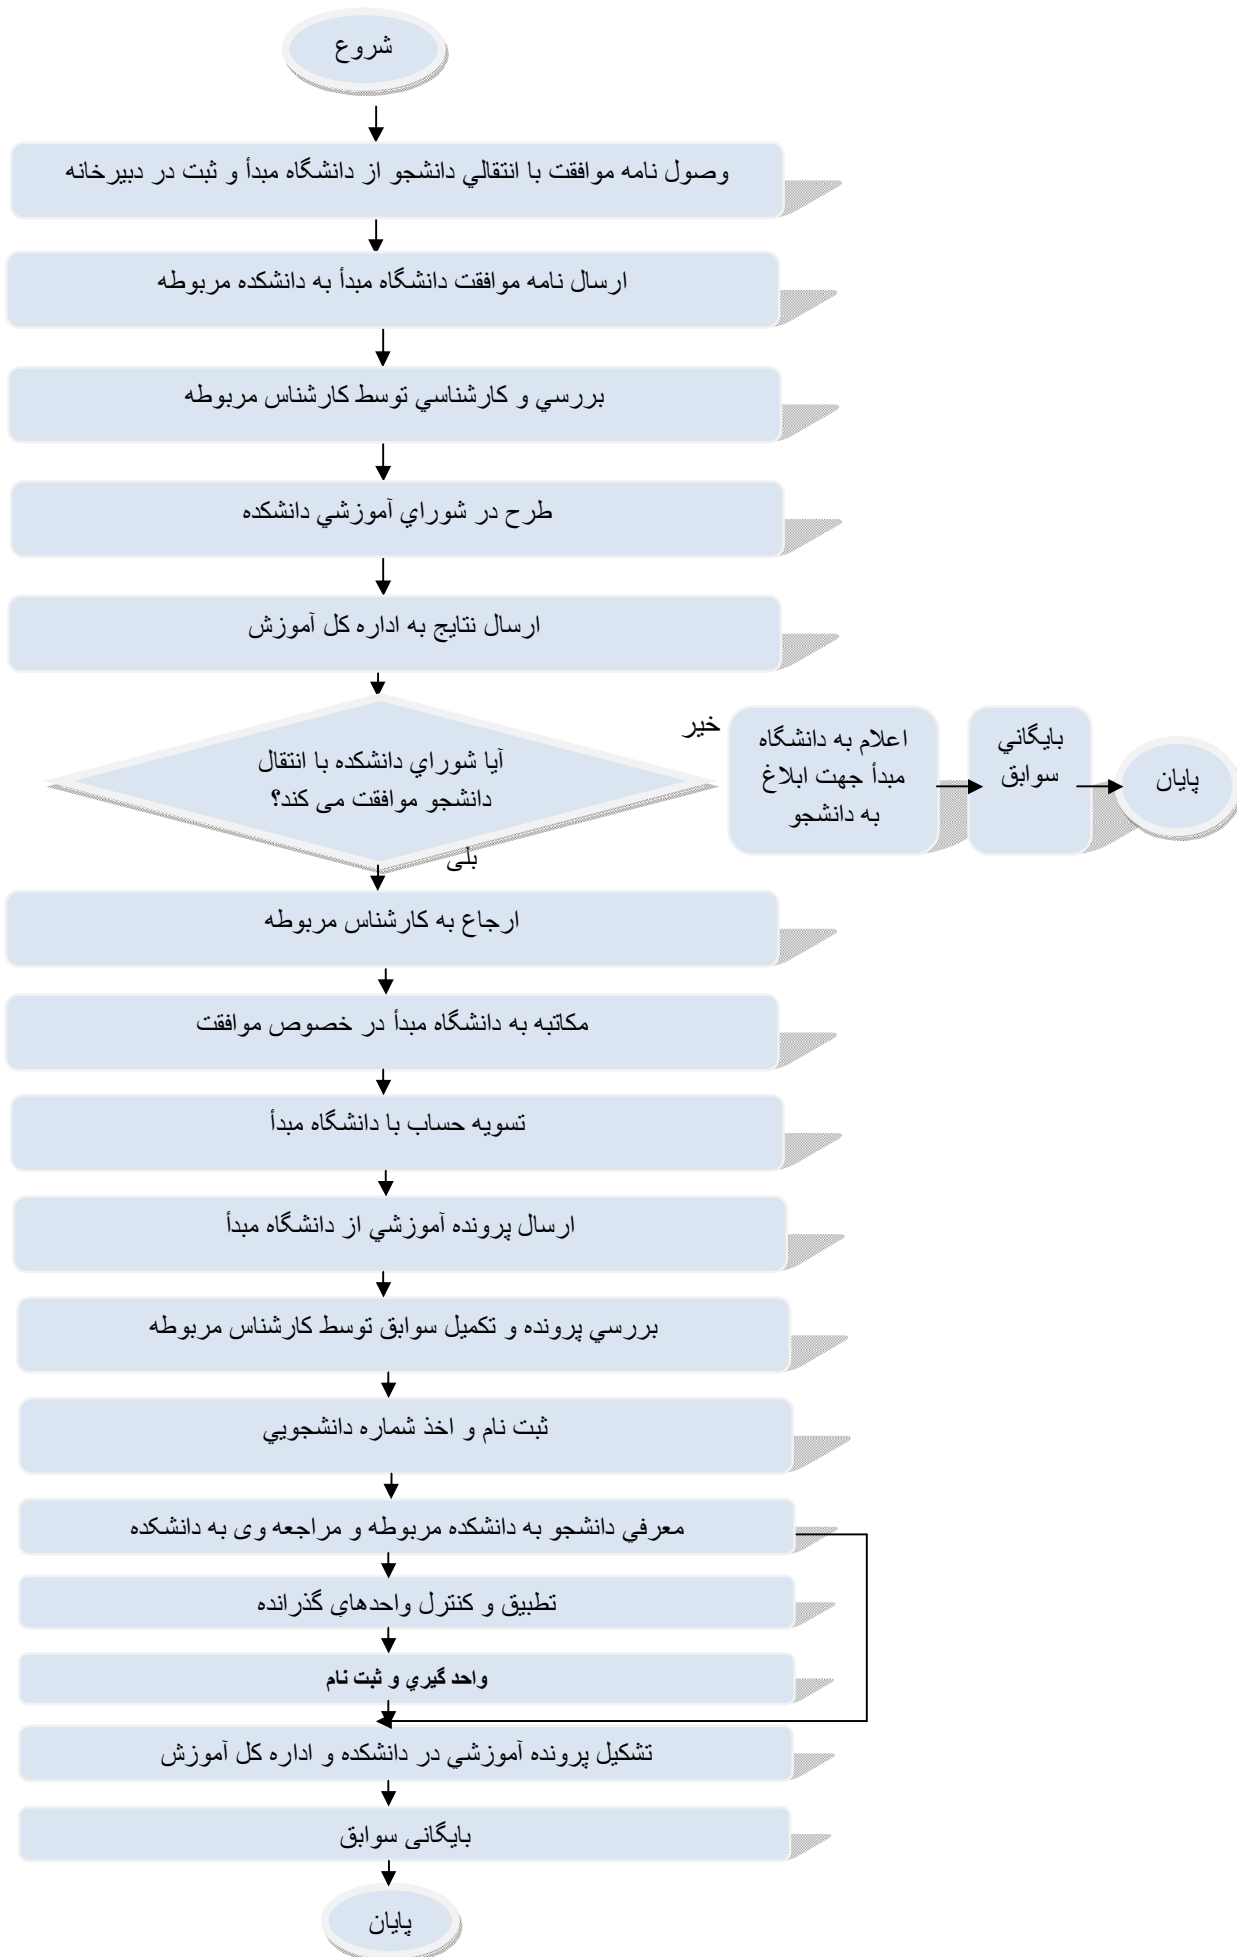 شروع
وصول نامه موافقت با انتقالي دانشجو از دانشگاه مبدأ و ثبت در دبيرخانه
ارسال نامه موافقت دانشگاه مبدأ به دانشكده مربوطه
بررسي و كارشناسي توسط كارشناس مربوطه
طرح در شوراي آموزشي دانشكده
ارسال نتايج به اداره كل آموزش
آيا شوراي دانشكده با انتقال
دانشجو موافقت می کند؟
خیر
اعلام به دانشگاه
مبدأ جهت ابلاغ
به دانشجو
بايگاني
سوابق
پایان
بلی
ارجاع به كارشناس مربوطه
مكاتبه به دانشگاه مبدأ در خصوص موافقت
تسويه حساب با دانشگاه مبدأ
ارسال پرونده آموزشي از دانشگاه مبدأ
بررسي پرونده و تكميل سوابق توسط كارشناس مربوطه
ثبت نام و اخذ شماره دانشجويي
معرفي دانشجو به دانشكده مربوطه و مراجعه وی به دانشکده
تطبيق و كنترل واحدهاي گذرانده
واحد گيري و ثبت نام
تشكيل پرونده آموزشي در دانشكده و اداره كل آموزش
بایگانی سوابق
پایان